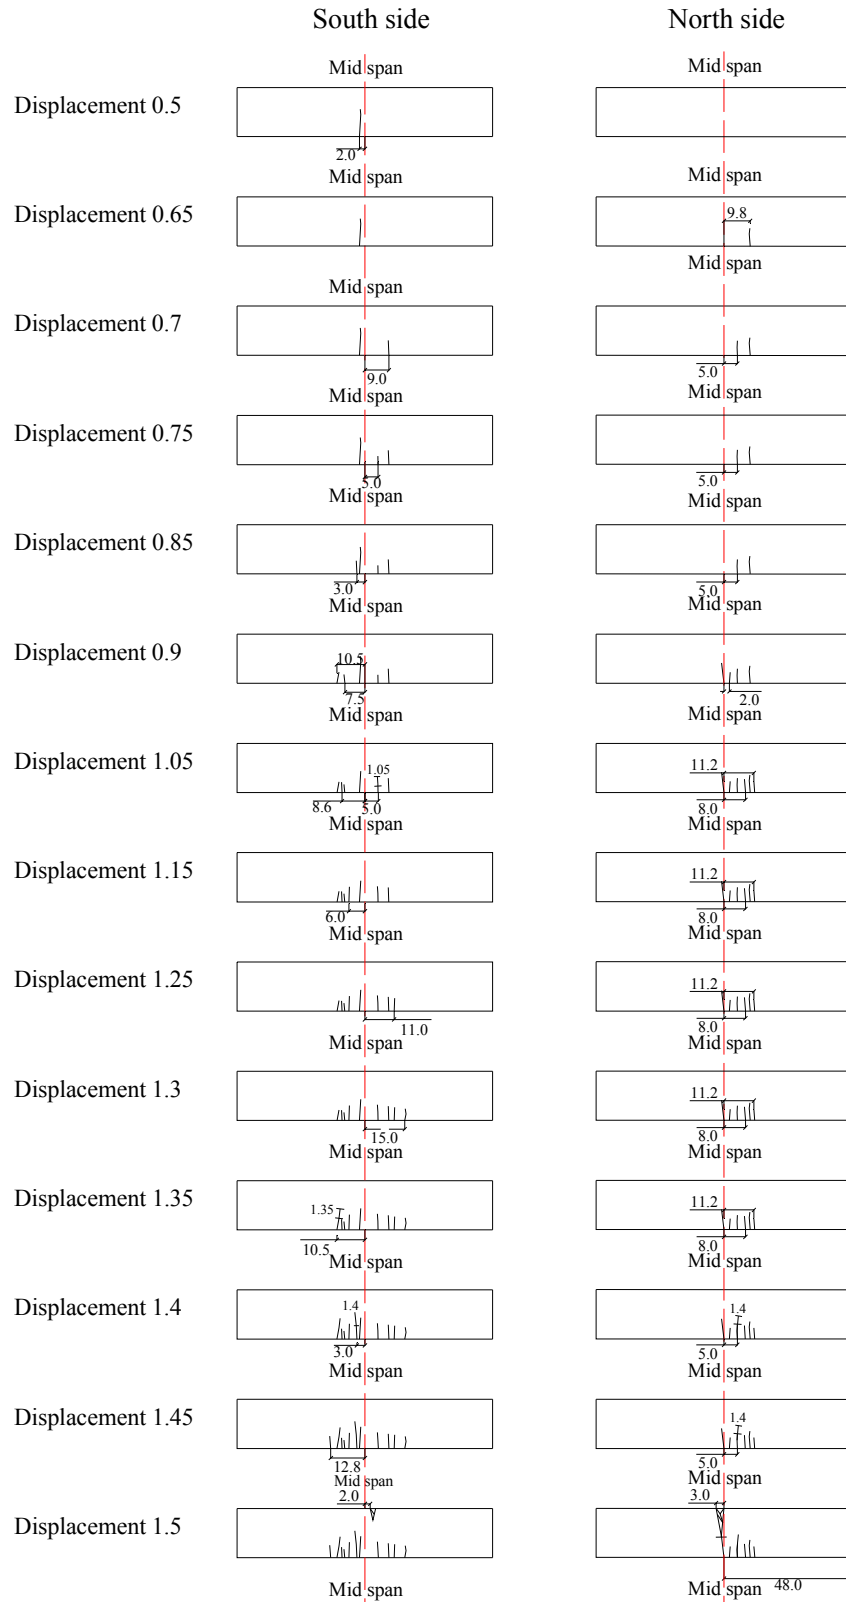 South side North side
Mid span Mid span
Displacement 0.5
2.0
Mid span Mid span
Displacement 0.65
9.8
Mid span
Mid span
Displacement 0.7
9.0 5.0
Mid span Mid span
Displacement 0.75
5.0 5.0
Mid span Mid span
Displacement 0.85
3.0 5.0
Mid span Mid span
Displacement 0.9
10.5
7.5 2.0
Mid span Mid span
Displacement 1.05
1.05 11.2
8.6 5.0 8.0
Mid span Mid span
Displacement 1.15
11.2
6.0 8.0
Mid span Mid span
Displacement 1.25
11.2
11.0 8.0
Mid span Mid span
Displacement 1.3
11.2
15.0 8.0
Mid span Mid span
Displacement 1.35
1.35 11.2
10.5 8.0
Mid span Mid span
Displacement 1.4
1.4 1.4
3.0 5.0
Mid span Mid span
Displacement 1.45
1.4
12.8 5.0
Mid span Mid span
2.0 3.0
Displacement 1.5
48.0
Mid span Mid span